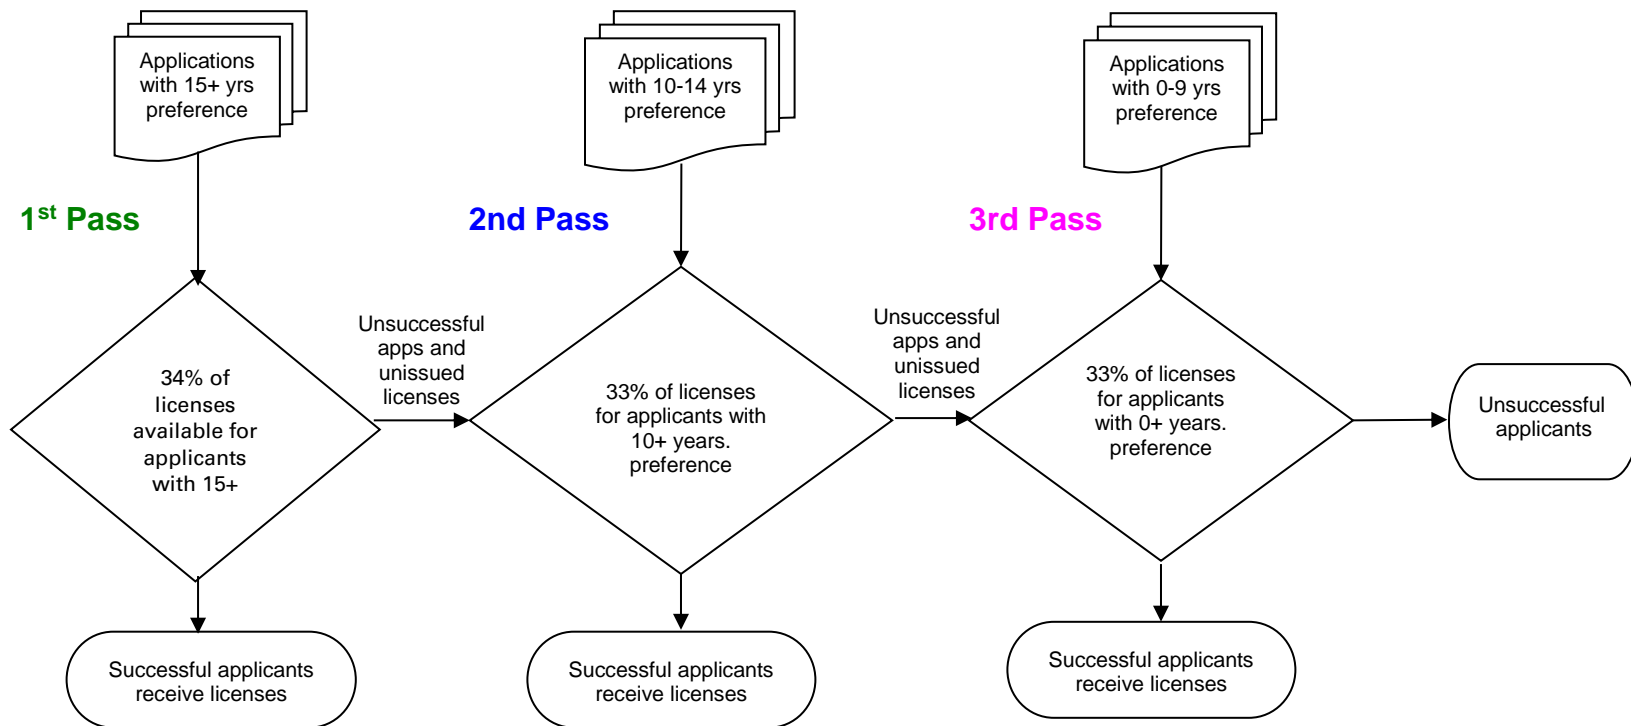 Applications
with 15+ yrs
preference
Applications
with 10-14 yrs
preference
Applications
with 0-9 yrs
preference
1st Pass
2nd Pass
3rd Pass
34% of
licenses
available for
applicants
with 15+
Unsuccessful
apps and
unissued
licenses
33% of licenses
for applicants with
10+ years.
preference
Unsuccessful
apps and
unissued
licenses
33% of licenses
for applicants
with 0+ years.
preference
Unsuccessful
applicants
Successful applicants
receive licenses
Successful applicants
receive licenses
Successful applicants
receive licenses